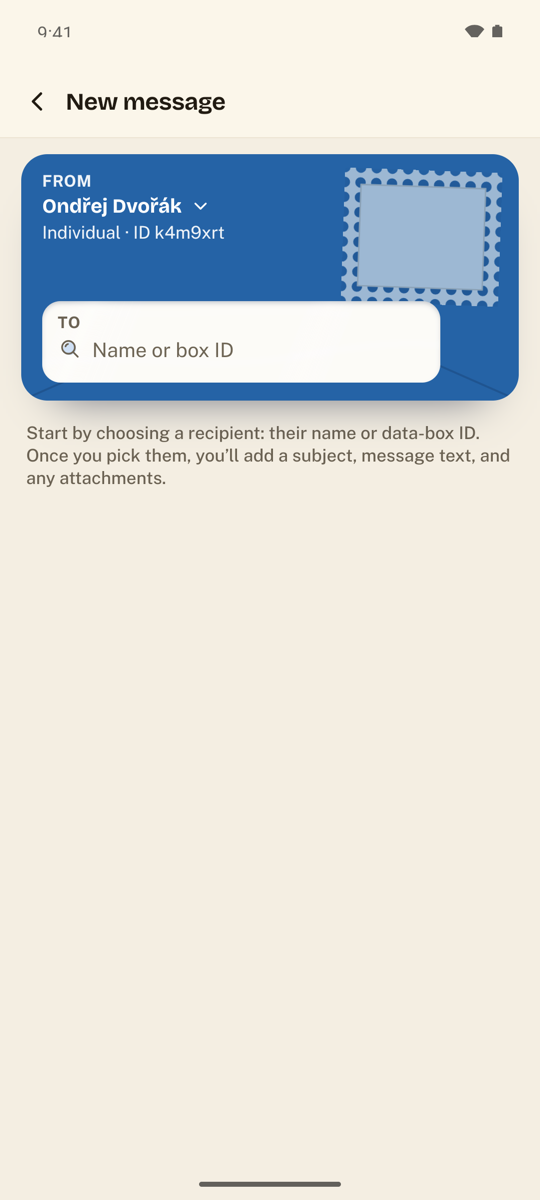 9:41
New message
FROM
Ondřej Dvořák
Individual · ID k4m9xrt
TO
Name or box ID
Start by choosing a recipient: their name or data-box ID.
Once you pick them, you’ll add a subject, message text, and
any attachments.